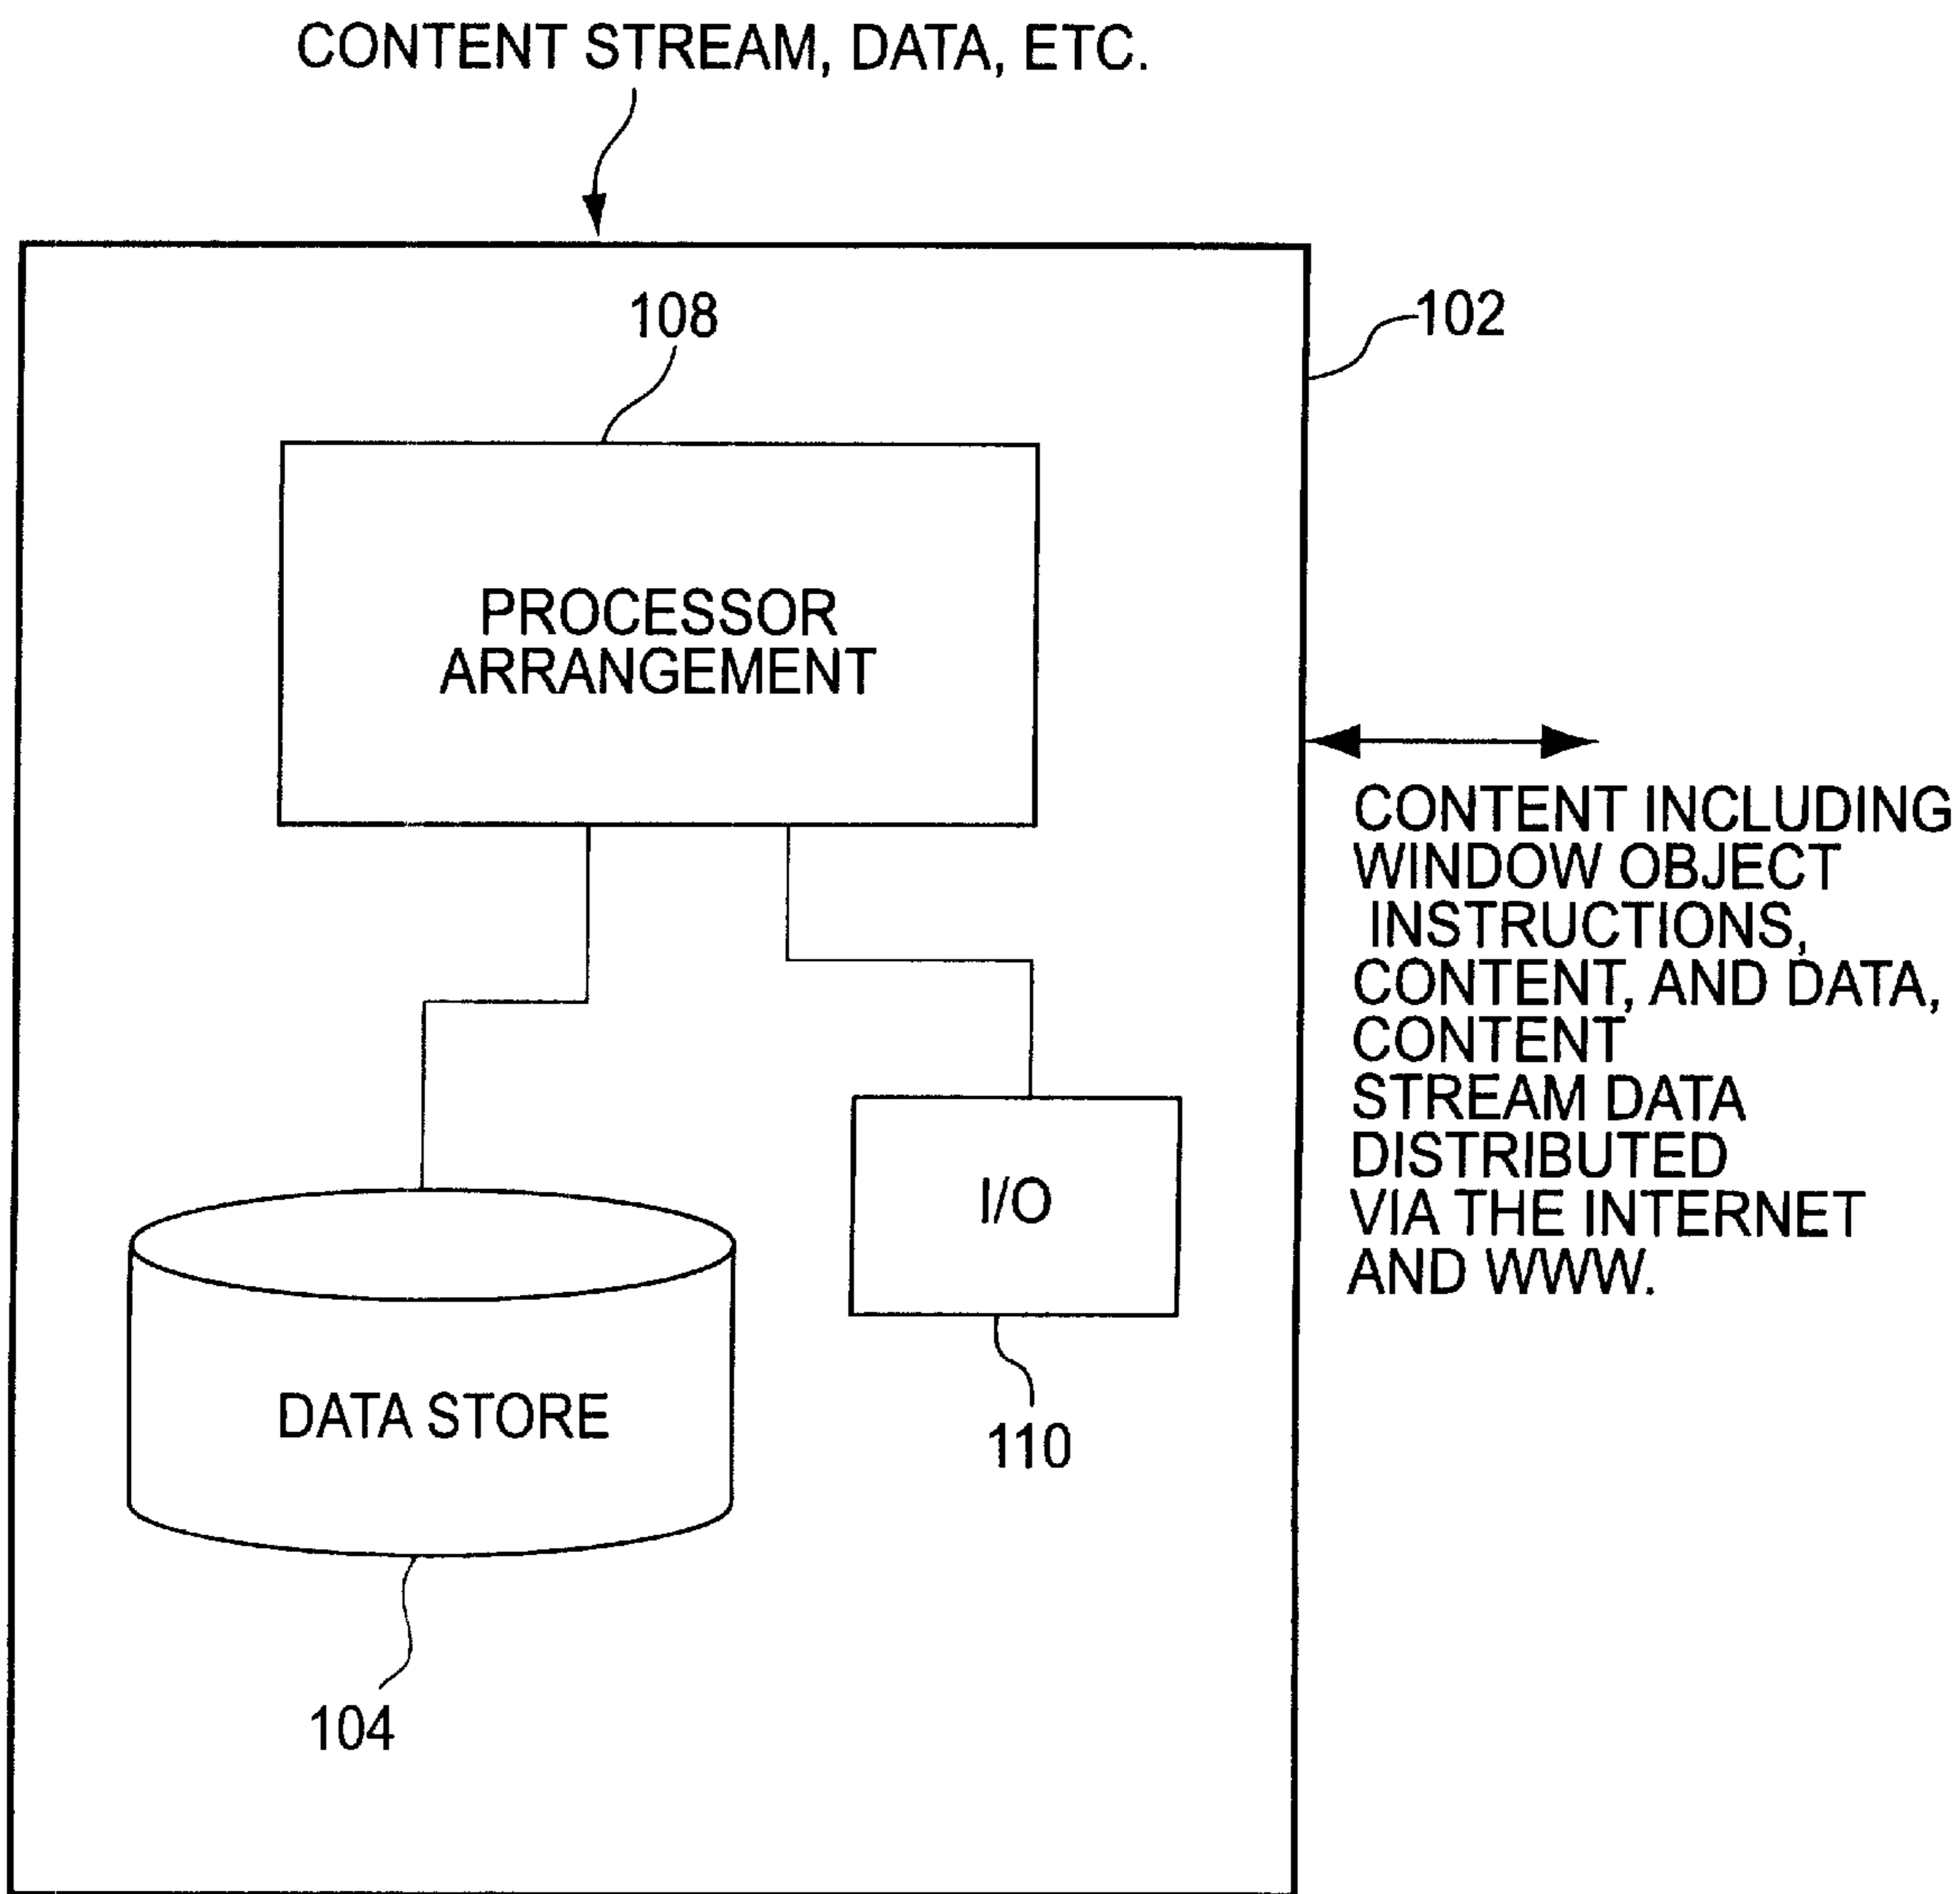 CONTENT STREAM, DATA, ETC.
108
102
PROCESSOR
ARRANGEMENT
CONTENT INCLUDING
WINDOW OBJECT
INSTRUCTIONS,
CONTENT, AND DATA,
CONTENT
STREAM DATA
DISTRIBUTED
VIA THE INTERNET
AND WWW.
I/O
DATA STORE
110
104